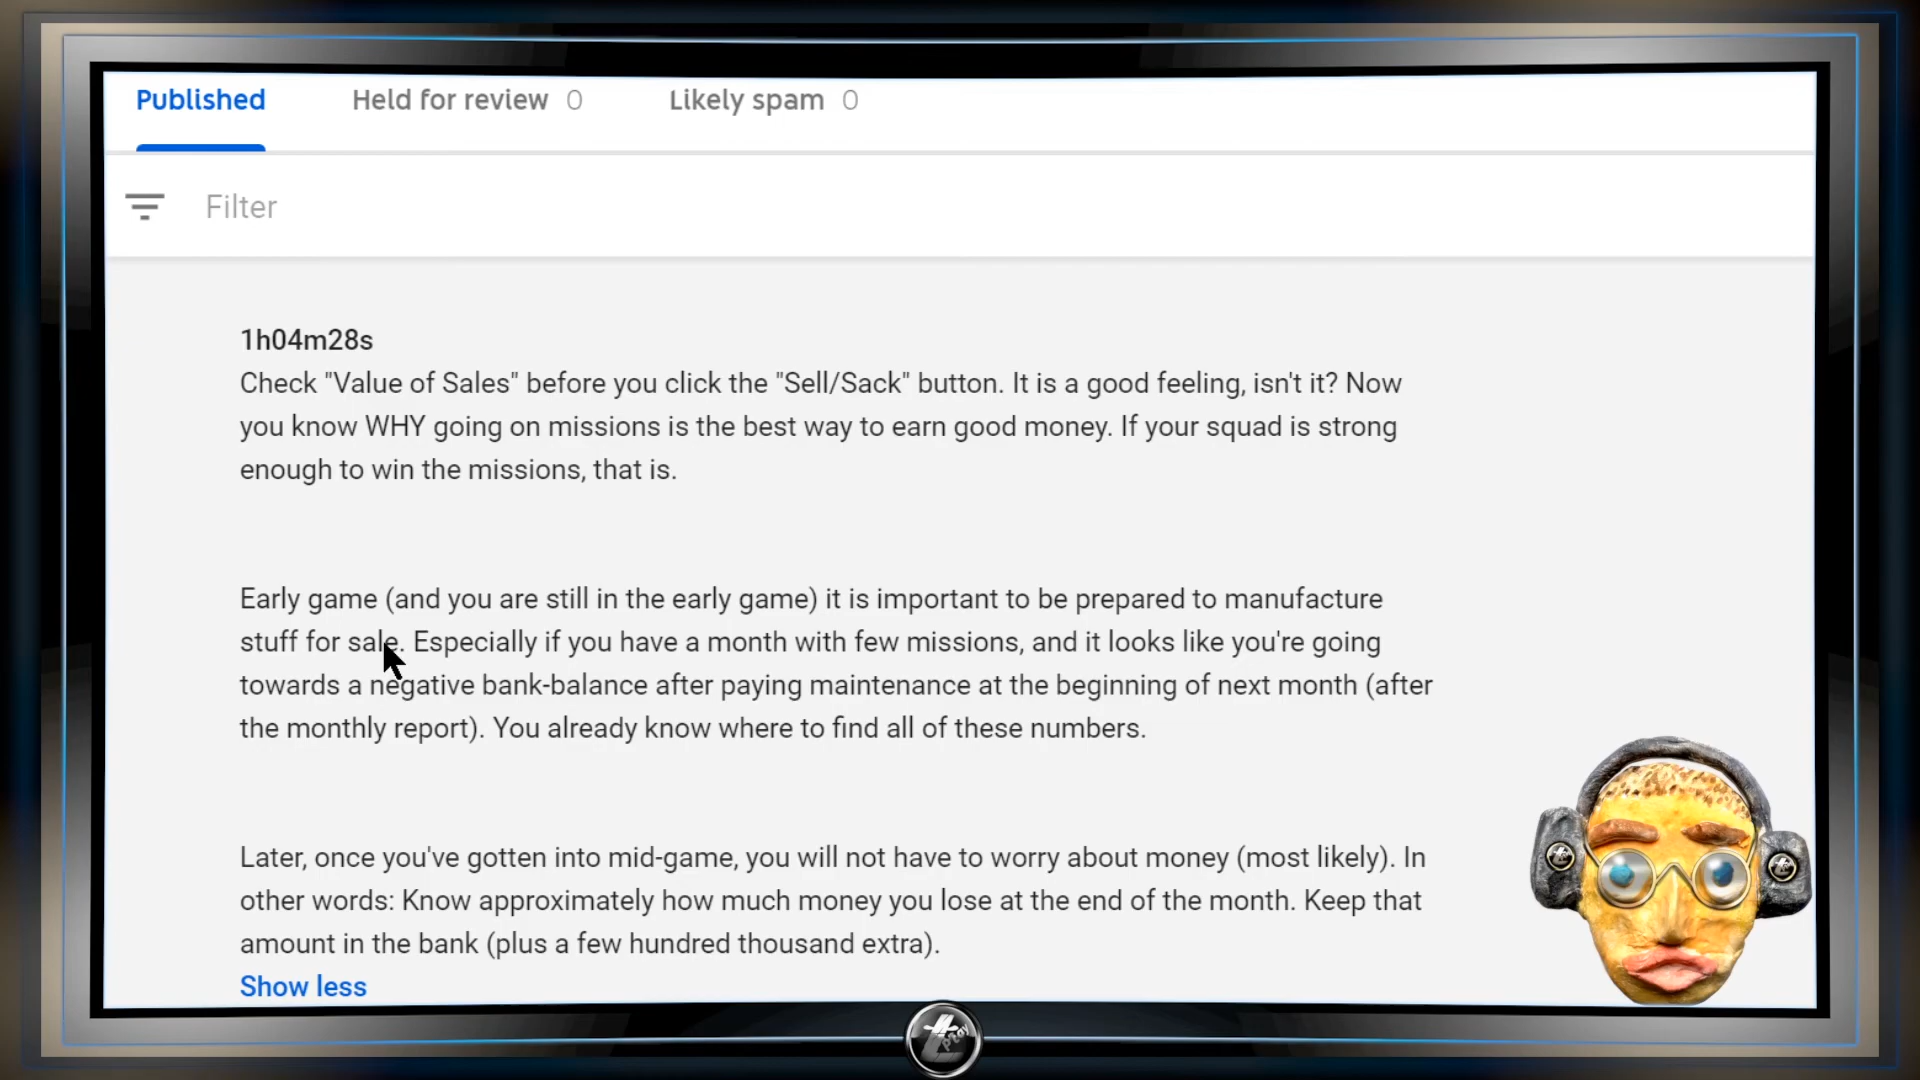 Published Held for review 0 Likely spam 0
Filter
1h04m28s
Check "Value of Sales" before you click the "Sell/Sack" button. It is a good feeling, isn't it? Now
you know WHY going on missions is the best way to earn good money. If your squad is strong
enough to win the missions, that is.
Early game (and you are still in the early game) it is important to be prepared to manufacture
stuff for sale. Especially if you have a month with few missions, and it looks like you're going
towards a negative bank-balance after paying maintenance at the beginning of next month (after
the monthly report). You already know where to find all of these numbers.
Later, once you've gotten into mid-game, you will not have to worry about money (most likely). In
other words: Know approximately how much money you lose at the end of the month. Keep that
amount in the bank (plus a few hundred thousand extra).
Show less